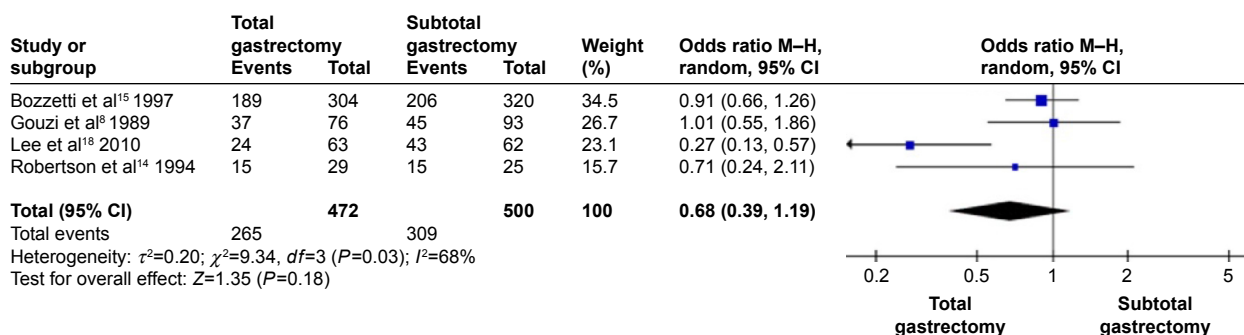 Study or subgroup Total gastrectomy Subtotal gastrectomy Weight (%) Odds ratio M–H, random, 95% CI Odds ratio M–H, random, 95% CI
Events Total Events Total
Bozzetti et al¹⁵ 1997 189 304 206 320 34.5 0.91 (0.66, 1.26)
Gouzi et al⁸ 1989 37 76 45 93 26.7 1.01 (0.55, 1.86)
Lee et al¹⁸ 2010 24 63 43 62 23.1 0.27 (0.13, 0.57)
Robertson et al¹⁴ 1994 15 29 15 25 15.7 0.71 (0.24, 2.11)
Total (95% CI) 472 500 100 0.68 (0.39, 1.19)
Total events 265 309
Heterogeneity: τ²=0.20; χ²=9.34, df=3 (P=0.03); I²=68%
Test for overall effect: Z=1.35 (P=0.18)
0.2 0.5 1 2 5
Total gastrectomy Subtotal gastrectomy